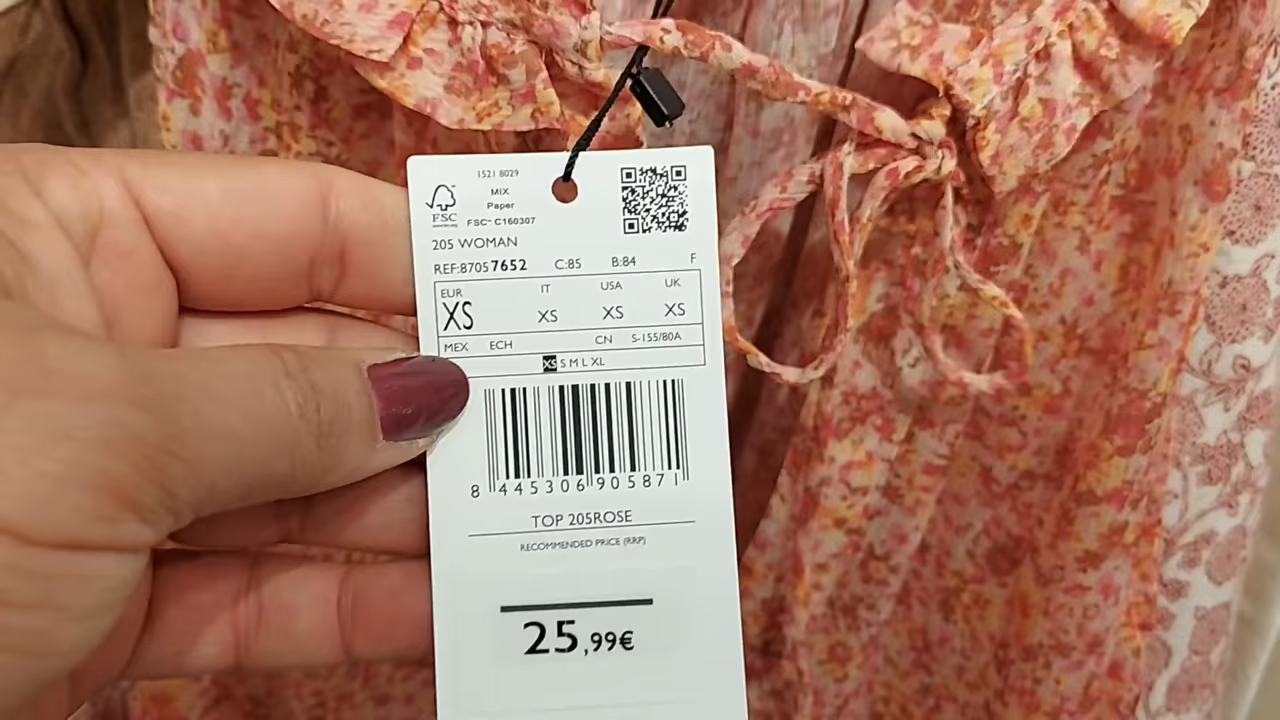 1521 8029
MIX
Paper
FSC™ C160307
FSC
205 WOMAN
REF:87057652 C:85 B:84 F
EUR IT USA UK
XS XS XS XS
MEX ECH CN S-155/80A
XS S M L XL
8 445306 905871
TOP 205ROSE
RECOMMENDED PRICE (RRP)
25,99€